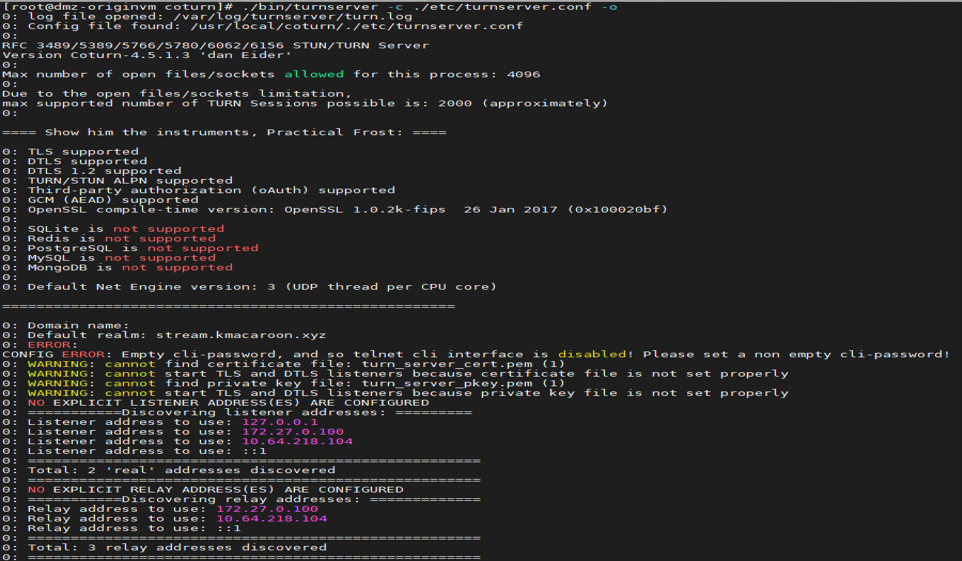 [root@dmz-originvm coturn]# ./bin/turnserver -c ./etc/turnserver.conf -o
0: log file opened: /var/log/turnserver/turn.log
0: Config file found: /usr/local/coturn/./etc/turnserver.conf
0:
RFC 3489/5389/5766/5780/6062/6156 STUN/TURN Server
Version Coturn-4.5.1.3 'dan Eider'
0:
Max number of open files/sockets allowed for this process: 4096
0:
Due to the open files/sockets limitation,
max supported number of TURN Sessions possible is: 2000 (approximately)
0:
==== Show him the instruments, Practical Frost: ====
0: TLS supported
0: DTLS supported
0: DTLS 1.2 supported
0: TURN/STUN ALPN supported
0: Third-party authorization (oAuth) supported
0: GCM (AEAD) supported
0: OpenSSL compile-time version: OpenSSL 1.0.2k-fips  26 Jan 2017 (0x100020bf)
0:
0: SQLite is not supported
0: Redis is not supported
0: PostgreSQL is not supported
0: MySQL is not supported
0: MongoDB is not supported
0:
0: Default Net Engine version: 3 (UDP thread per CPU core)
=====================================================
0: Domain name:
0: Default realm: stream.kmacaroon.xyz
0: ERROR:
CONFIG ERROR: Empty cli-password, and so telnet cli interface is disabled! Please set a non empty cli-password!
0: WARNING: cannot find certificate file: turn_server_cert.pem (1)
0: WARNING: cannot start TLS and DTLS listeners because certificate file is not set properly
0: WARNING: cannot find private key file: turn_server_pkey.pem (1)
0: WARNING: cannot start TLS and DTLS listeners because private key file is not set properly
0: NO EXPLICIT LISTENER ADDRESS(ES) ARE CONFIGURED
0: ===========Discovering listener addresses: =========
0: Listener address to use: 127.0.0.1
0: Listener address to use: 172.27.0.100
0: Listener address to use: 10.64.218.104
0: Listener address to use: ::1
0: =====================================================
0: Total: 2 'real' addresses discovered
0: =====================================================
0: NO EXPLICIT RELAY ADDRESS(ES) ARE CONFIGURED
0: ===========Discovering relay addresses: =============
0: Relay address to use: 172.27.0.100
0: Relay address to use: 10.64.218.104
0: Relay address to use: ::1
0: =====================================================
0: Total: 3 relay addresses discovered
0: =====================================================